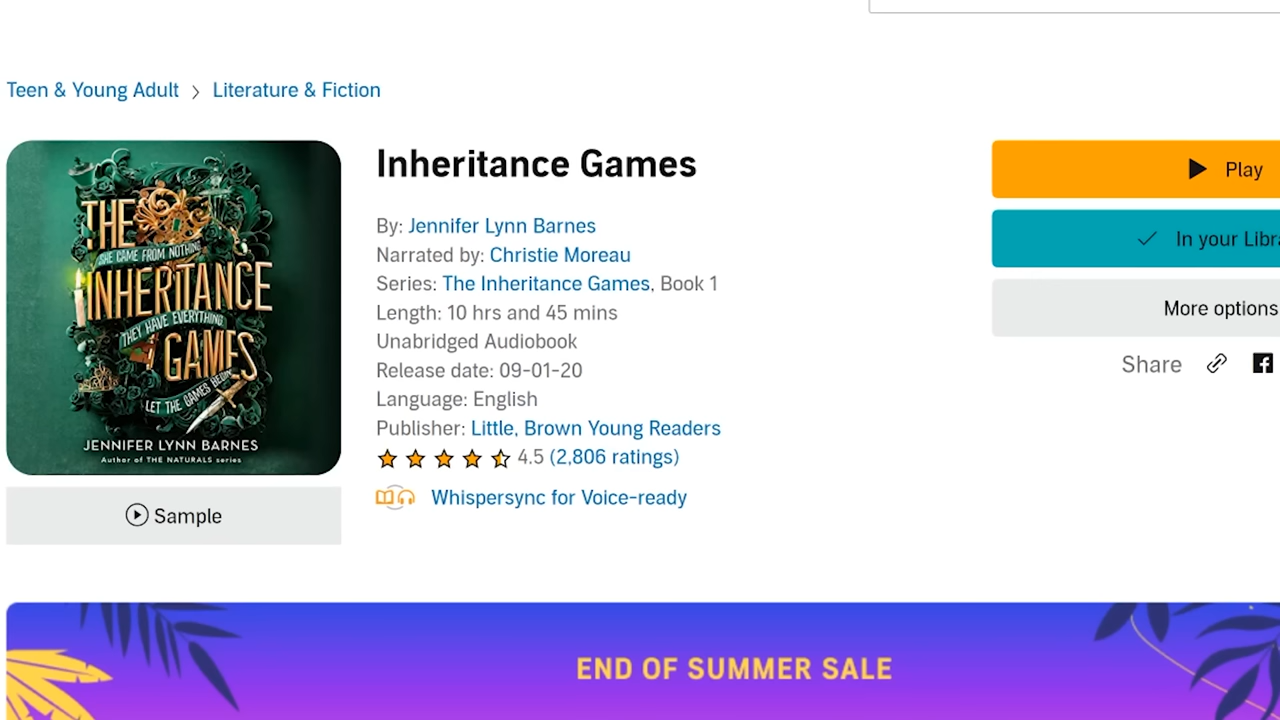 Teen & Young Adult > Literature & Fiction
THE
SHE CAME FROM NOTHING
INHERITANCE
THEY HAVE EVERYTHING
GAMES
LET THE GAMES BEGIN
JENNIFER LYNN BARNES
Author of THE NATURALS series
Sample
Inheritance Games
By: Jennifer Lynn Barnes
Narrated by: Christie Moreau
Series: The Inheritance Games, Book 1
Length: 10 hrs and 45 mins
Unabridged Audiobook
Release date: 09-01-20
Language: English
Publisher: Little, Brown Young Readers
4.5 (2,806 ratings)
Whispersync for Voice-ready
Play
In your Libra
More options
Share
END OF SUMMER SALE